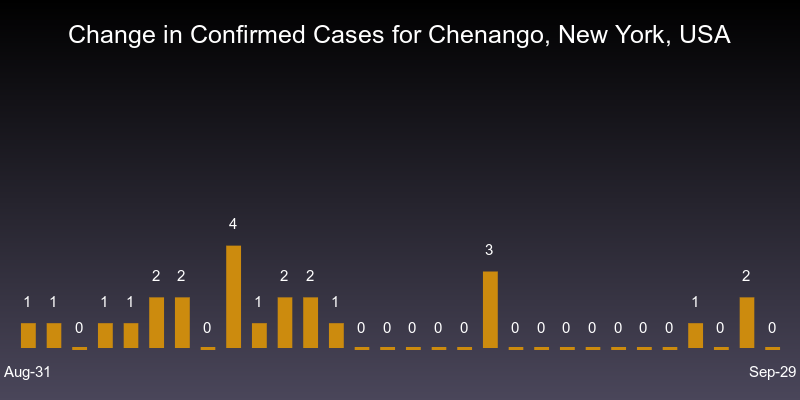 Change in Confirmed Cases for Chenango, New York, USA
4
3
2 2 2 2 2
1 1 1 1 1 1 1
0 0 0 0 0 0 0 0 0 0 0 0 0 0 0 0
Aug-31 Sep-29